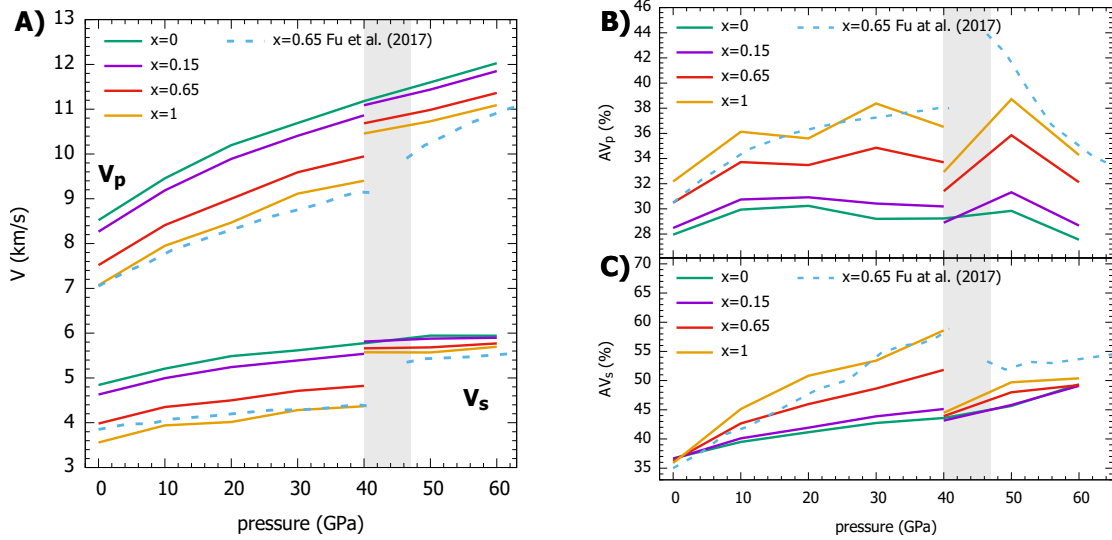 A)
13
12
11
10
9
8
7
6
5
4
3
V (km/s)
x=0
x=0.15
x=0.65
x=1
x=0.65 Fu et al. (2017)
Vp
Vs
0 10 20 30 40 50 60
pressure (GPa)
B)
46
44
42
40
38
36
34
32
30
28
AVp (%)
x=0
x=0.15
x=0.65
x=1
x=0.65 Fu at al. (2017)
C)
70
65
60
55
50
45
40
35
AVs (%)
x=0
x=0.15
x=0.65
x=1
x=0.65 Fu at al. (2017)
0 10 20 30 40 50 60
pressure (GPa)